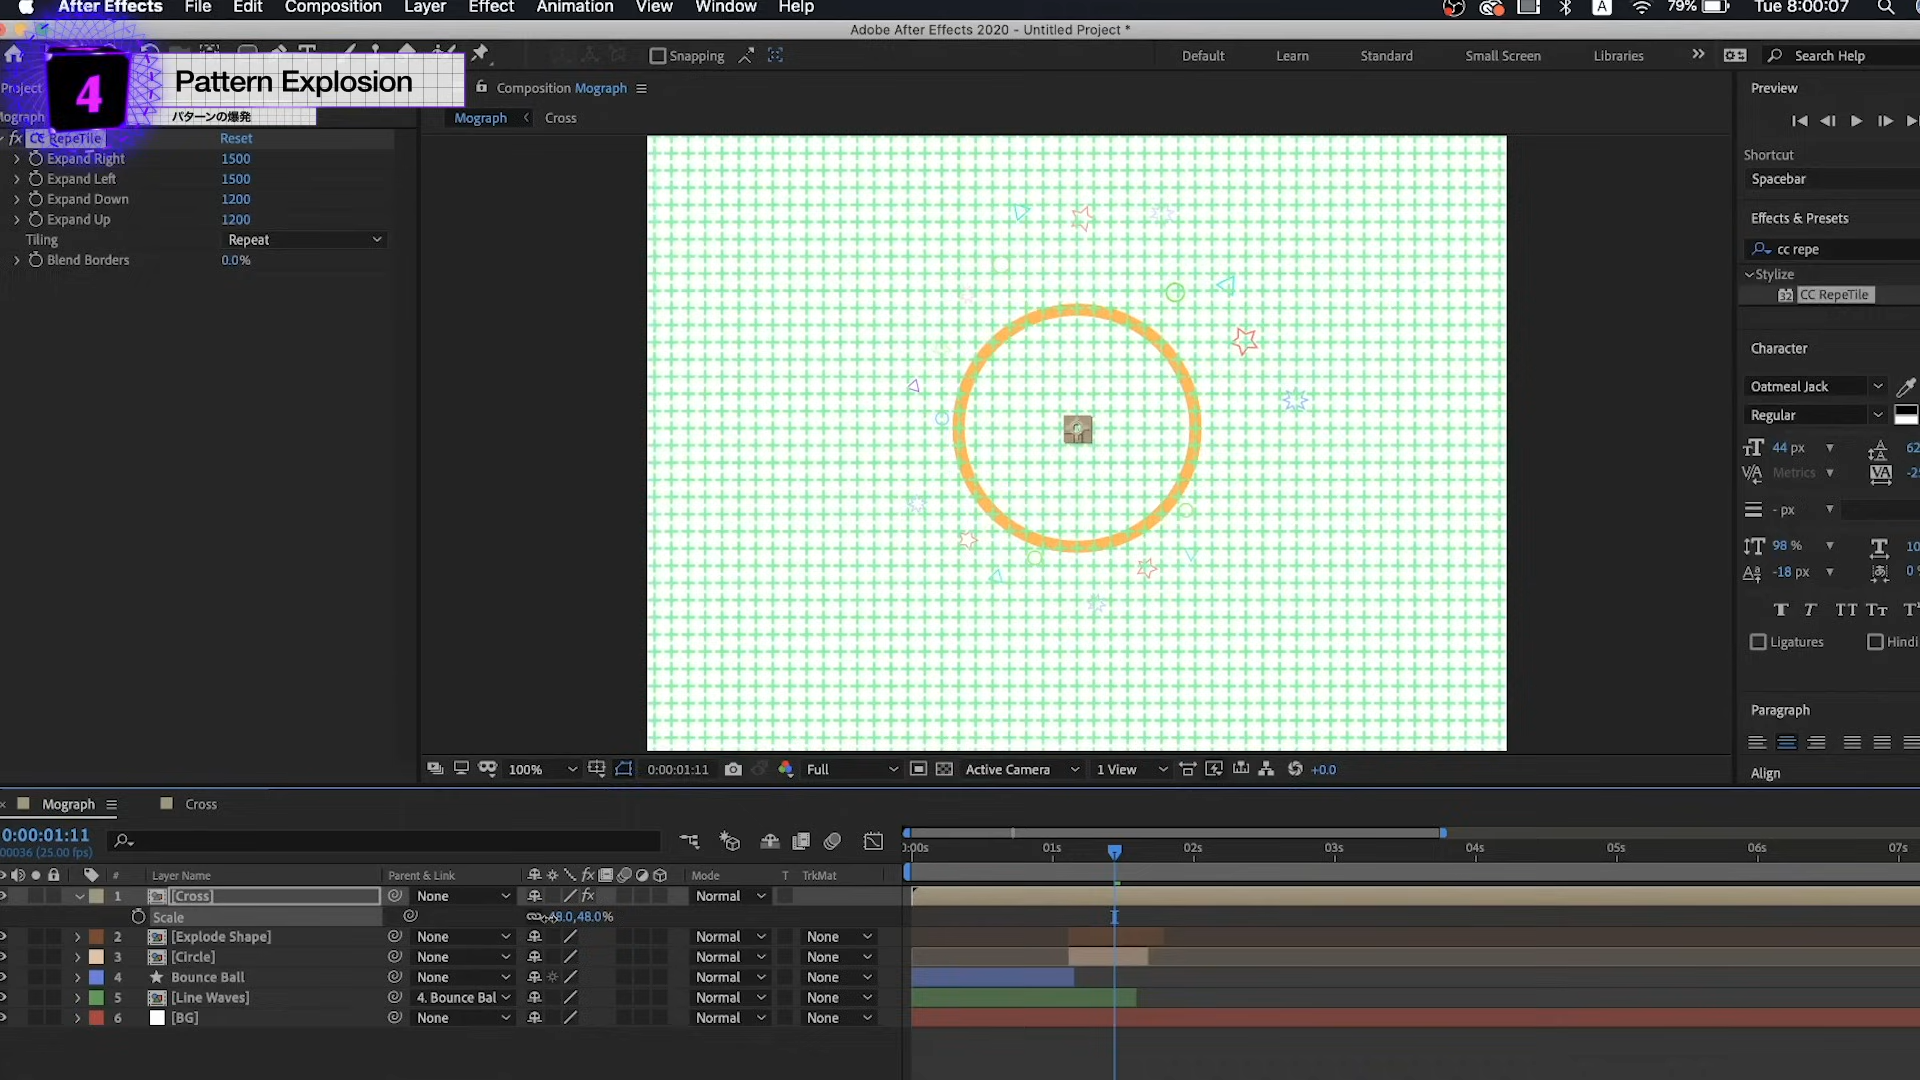 After Effects File Edit Composition Layer Effect Animation View Window Help
A 79% Tue 8:00:07
Adobe After Effects 2020 - Untitled Project *
Snapping
Default Learn Standard Small Screen Libraries Search Help
4
Pattern Explosion
パターンの爆発
Project
Composition Mograph
Mograph Cross
fx CC RepeTile Reset
Expand Right 1500
Expand Left 1500
Expand Down 1200
Expand Up 1200
Tiling Repeat
Blend Borders 0.0%
Preview
Shortcut
Spacebar
Effects & Presets
cc repe
Stylize
32 CC RepeTile
Character
Oatmeal Jack
Regular
44 px
Metrics
- px
98 %
-18 px
T T TT Tt
Ligatures Hindi
Paragraph
Align
100% 0:00:01:11 Full Active Camera 1 View +0.0
Mograph Cross
0:00:01:11
00036 (25.00 fps)
# Layer Name Parent & Link fx Mode T TrkMat
:00s 01s 02s 03s 04s 05s 06s 07s
1 [Cross] None fx Normal
Scale 48.0,48.0%
2 [Explode Shape] None Normal None
3 [Circle] None Normal None
4 Bounce Ball None Normal None
5 [Line Waves] 4. Bounce Bal Normal None
6 [BG] None Normal None